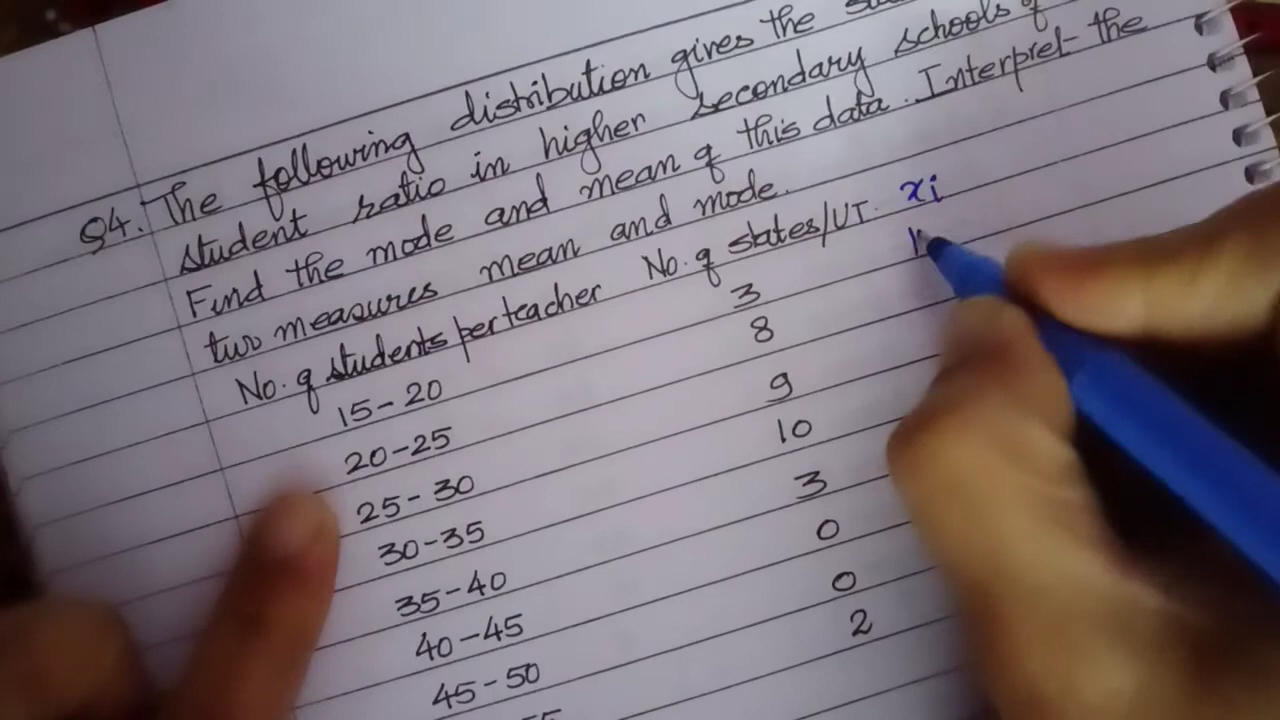 Q4. The following distribution gives the
student ratio in higher secondary schools of
Find the mode and mean of this data. Interpret the
two measures mean and mode.
No. of students per teacher No. of states/UT. xi
15-20 3
20-25 8
25-30 9
30-35 10
35-40 3
40-45 0
45-50 0
55 2